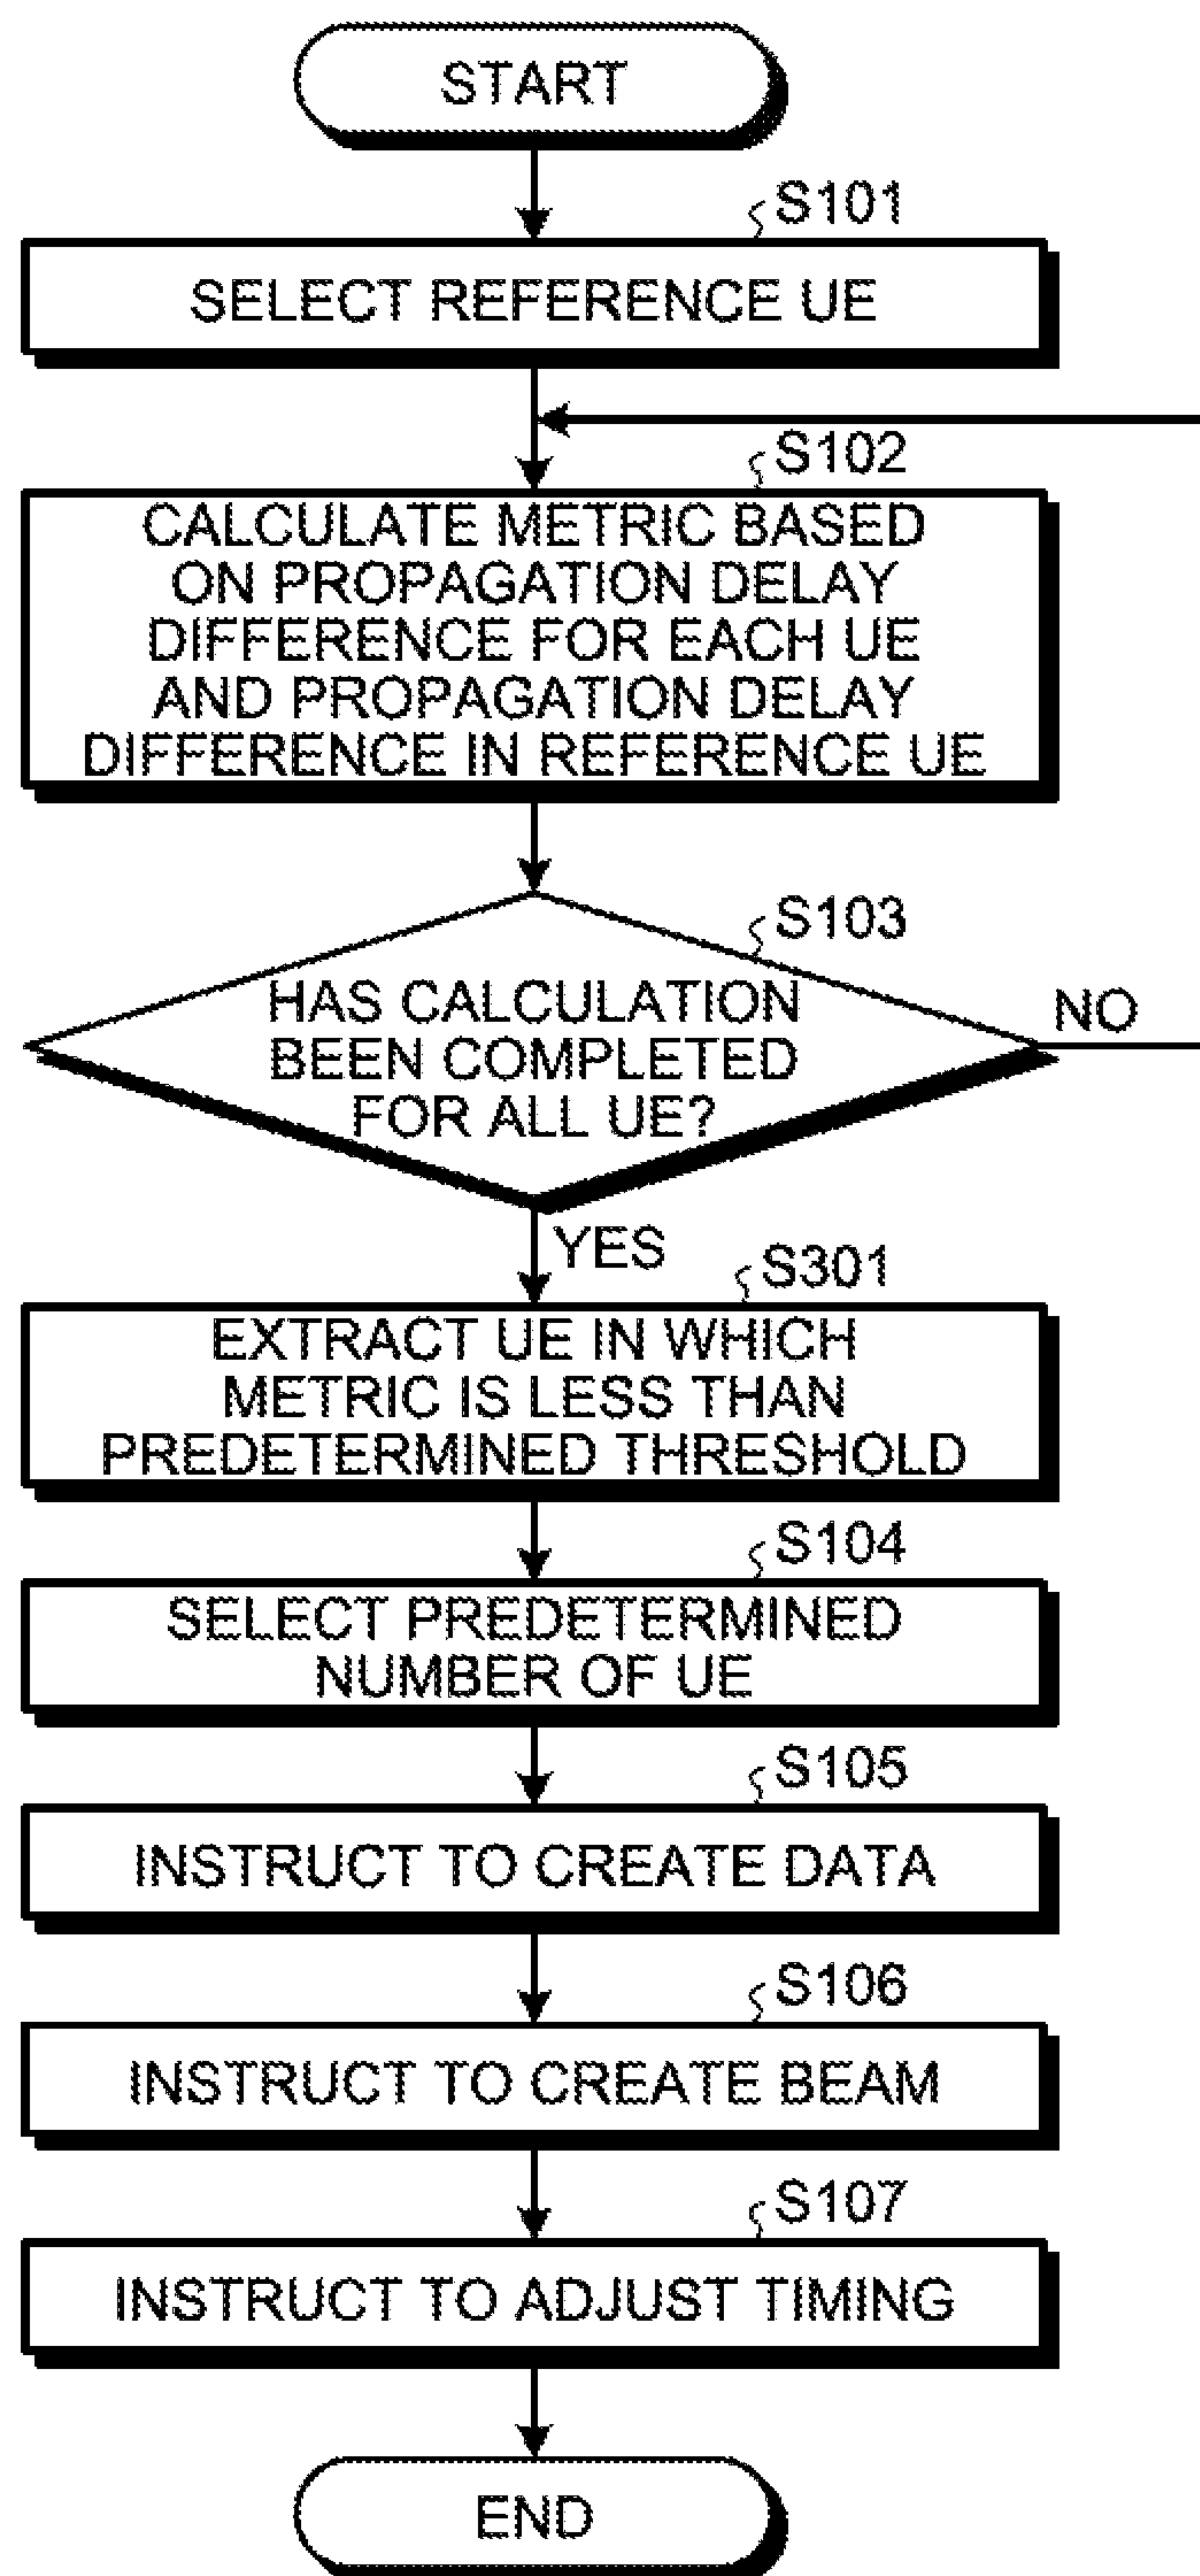 START
S101
SELECT REFERENCE UE
S102
CALCULATE METRIC BASED
ON PROPAGATION DELAY
DIFFERENCE FOR EACH UE
AND PROPAGATION DELAY
DIFFERENCE IN REFERENCE UE
S103
HAS CALCULATION
BEEN COMPLETED
FOR ALL UE?
NO
YES
S301
EXTRACT UE IN WHICH
METRIC IS LESS THAN
PREDETERMINED THRESHOLD
S104
SELECT PREDETERMINED
NUMBER OF UE
S105
INSTRUCT TO CREATE DATA
S106
INSTRUCT TO CREATE BEAM
S107
INSTRUCT TO ADJUST TIMING
END